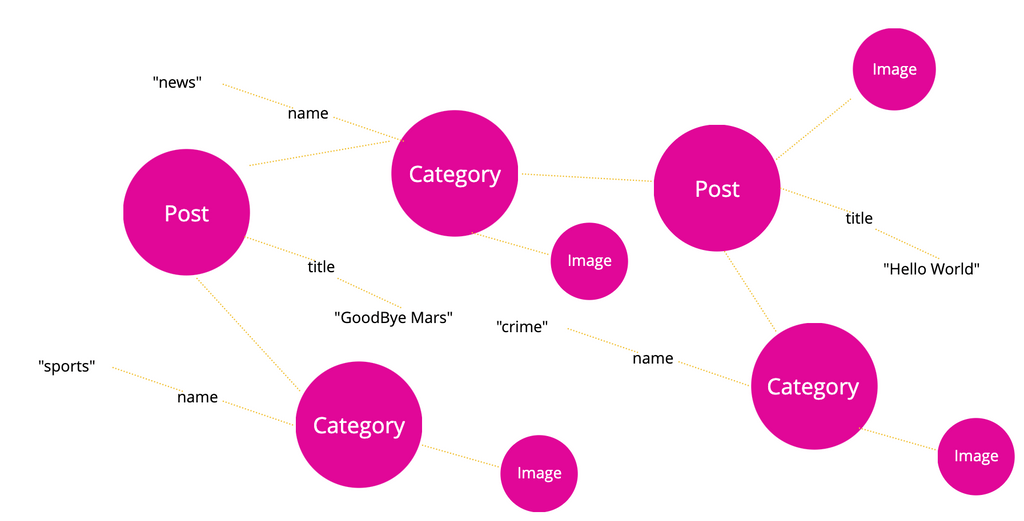 Image
"news"
name
Category
Post
Post
title
Image
title
"Hello World"
"GoodBye Mars"
"crime"
name
"sports"
Category
name
Category
Image
Image